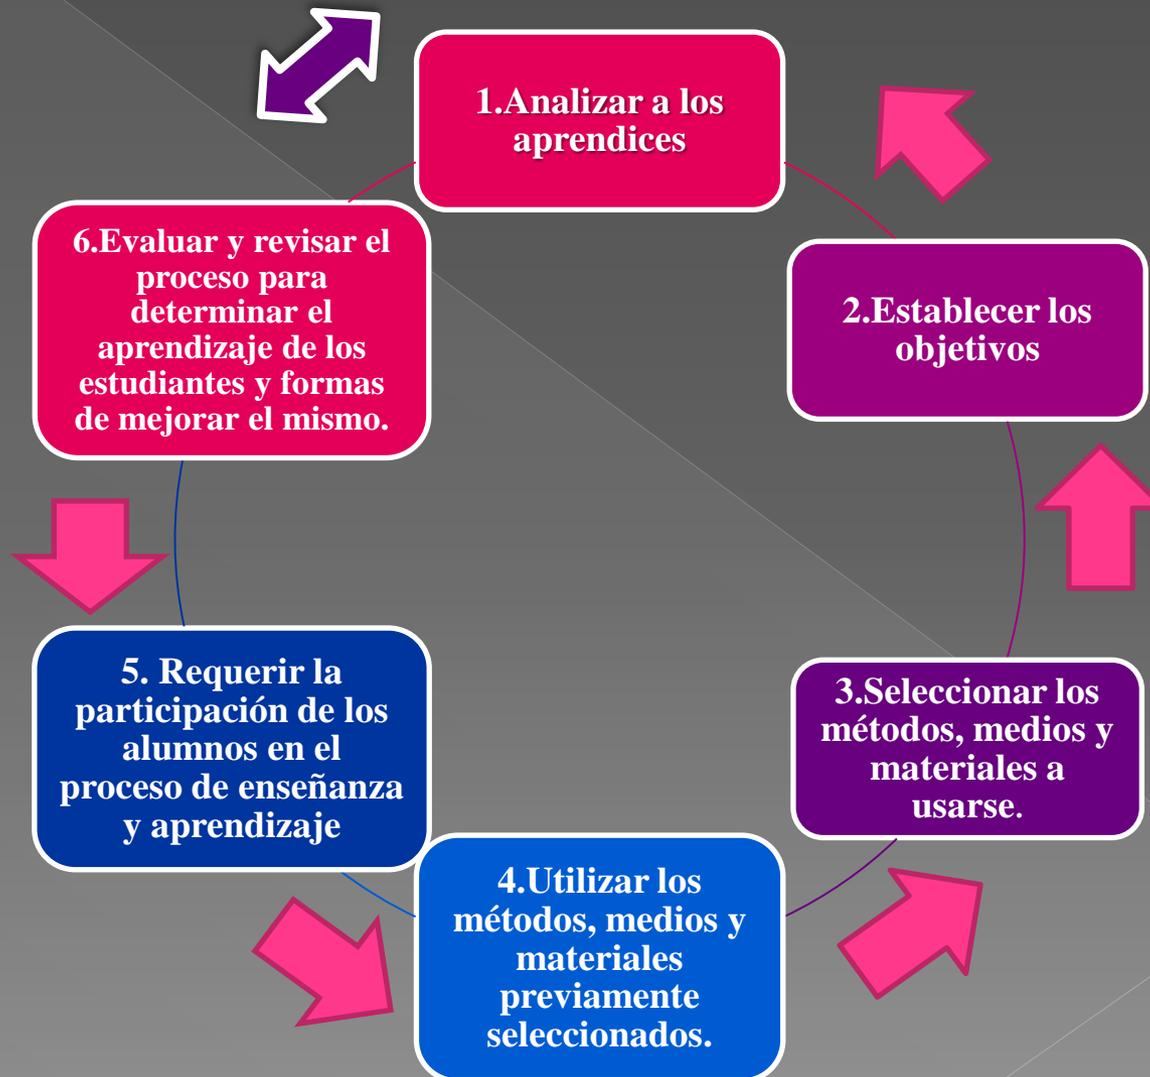 1.Analizar a los
aprendices
2.Establecer los
objetivos
3.Seleccionar los
métodos, medios y
materiales a
usarse.
4.Utilizar los
métodos, medios y
materiales
previamente
seleccionados.
5. Requerir la
participación de los
alumnos en el
proceso de enseñanza
y aprendizaje
6.Evaluar y revisar el
proceso para
determinar el
aprendizaje de los
estudiantes y formas
de mejorar el mismo.